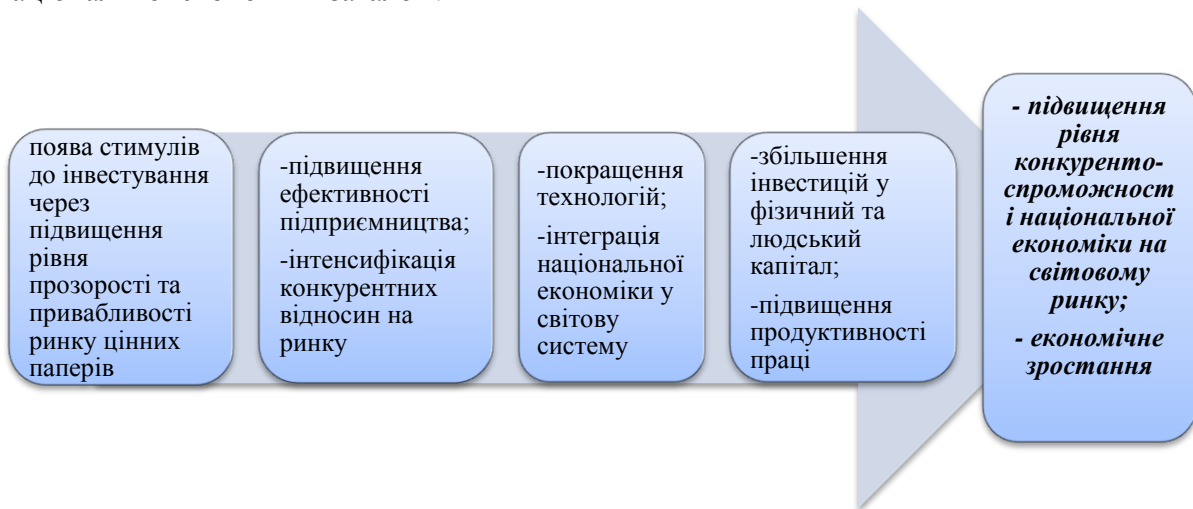 поява стимулів
до інвестування
через
підвищення
рівня
прозорості та
привабливості
ринку цінних
паперів
-підвищення
ефективності
підприємництва;
-інтенсифікація
конкурентних
відносин на
ринку
-покращення
технологій;
-інтеграція
національної
економіки у
світову
систему
-збільшення
інвестицій у
фізичний та
людський
капітал;
-підвищення
продуктивності
праці
- підвищення
рівня
конкуренто-
спроможност
і національної
економіки на
світовому
ринку;
- економічне
зростання